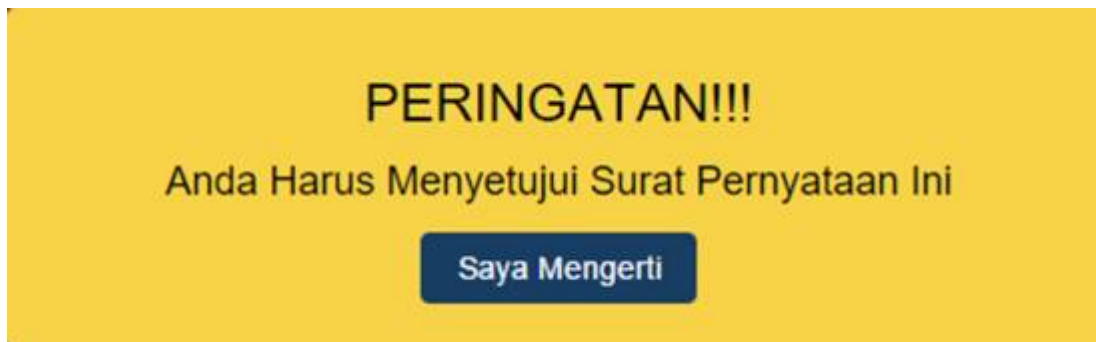 PERINGATAN!!!
Anda Harus Menyetujui Surat Pernyataan Ini
Saya Mengerti